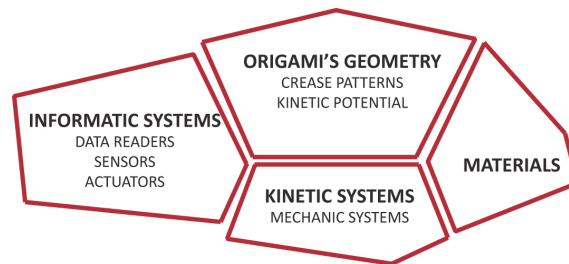 ORIGAMI'S GEOMETRY
CREASE PATTERNS
KINETIC POTENTIAL
INFORMATIC SYSTEMS
DATA READERS
SENSORS
ACTUATORS
MATERIALS
KINETIC SYSTEMS
MECHANIC SYSTEMS